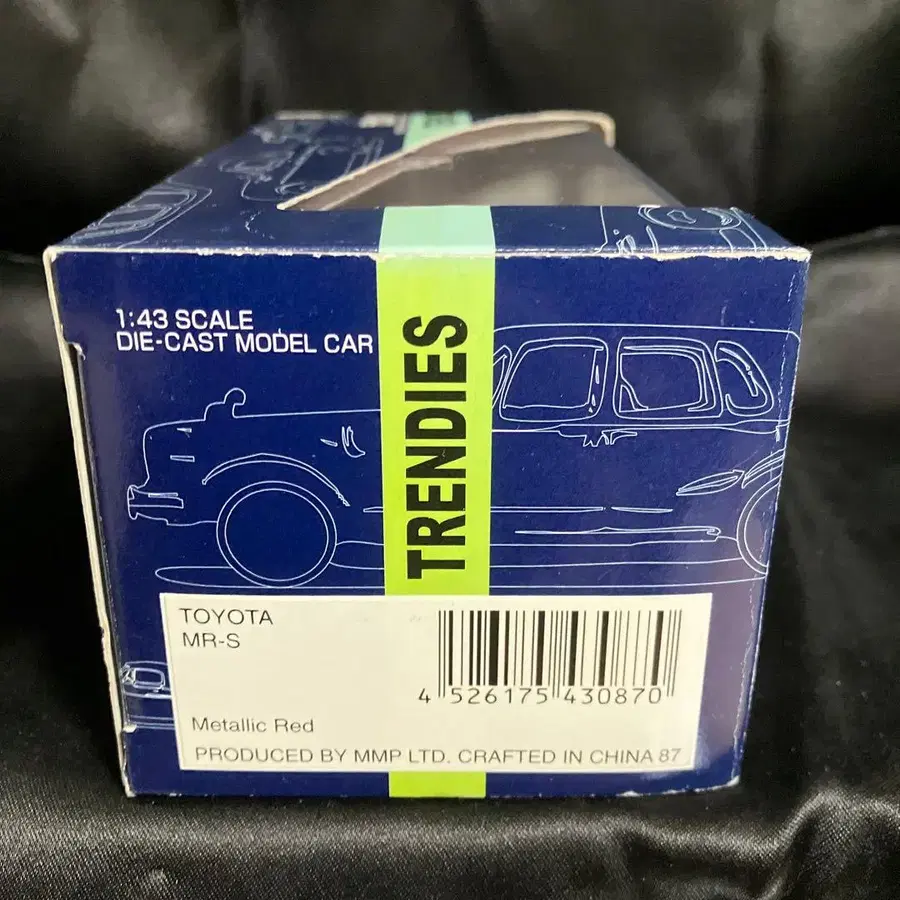 1:43 SCALE
DIE-CAST MODEL CAR
TRENDIES
TOYOTA
MR-S
4 526175 430870
Metallic Red
PRODUCED BY MMP LTD. CRAFTED IN CHINA 87